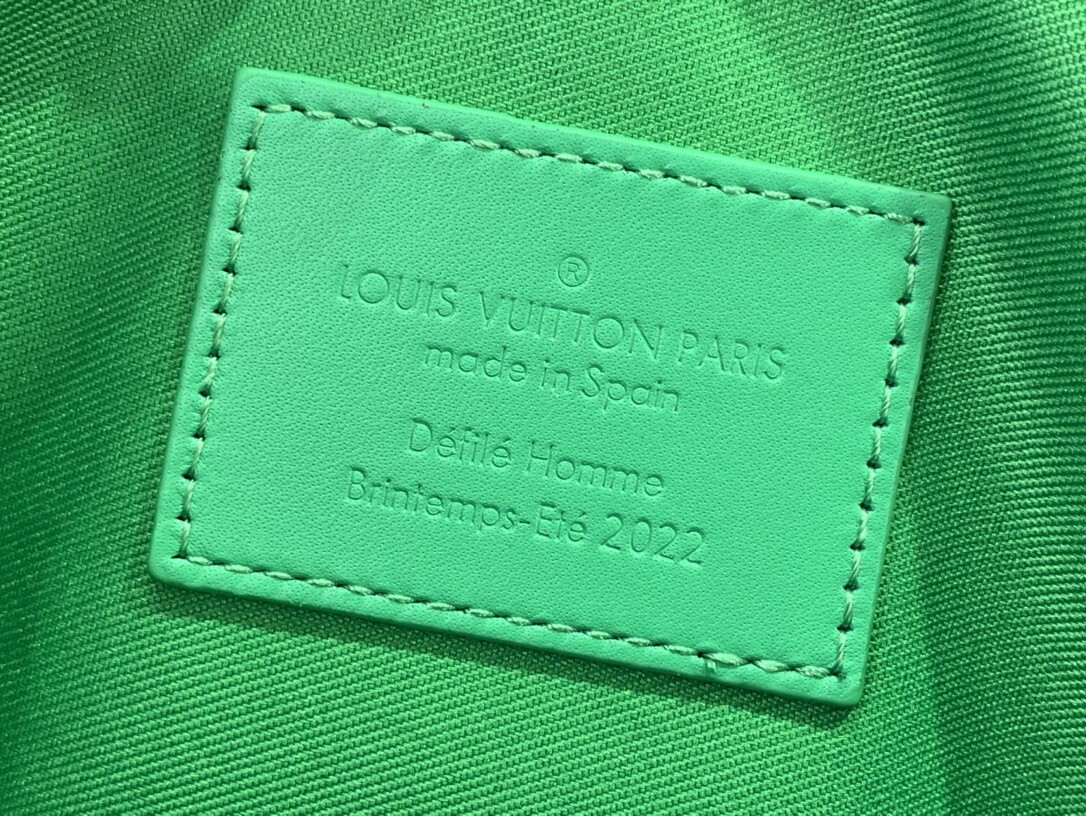 ®
LOUIS VUITTON PARIS
made in Spain
Défilé Homme
Brintemps-Eté 2022